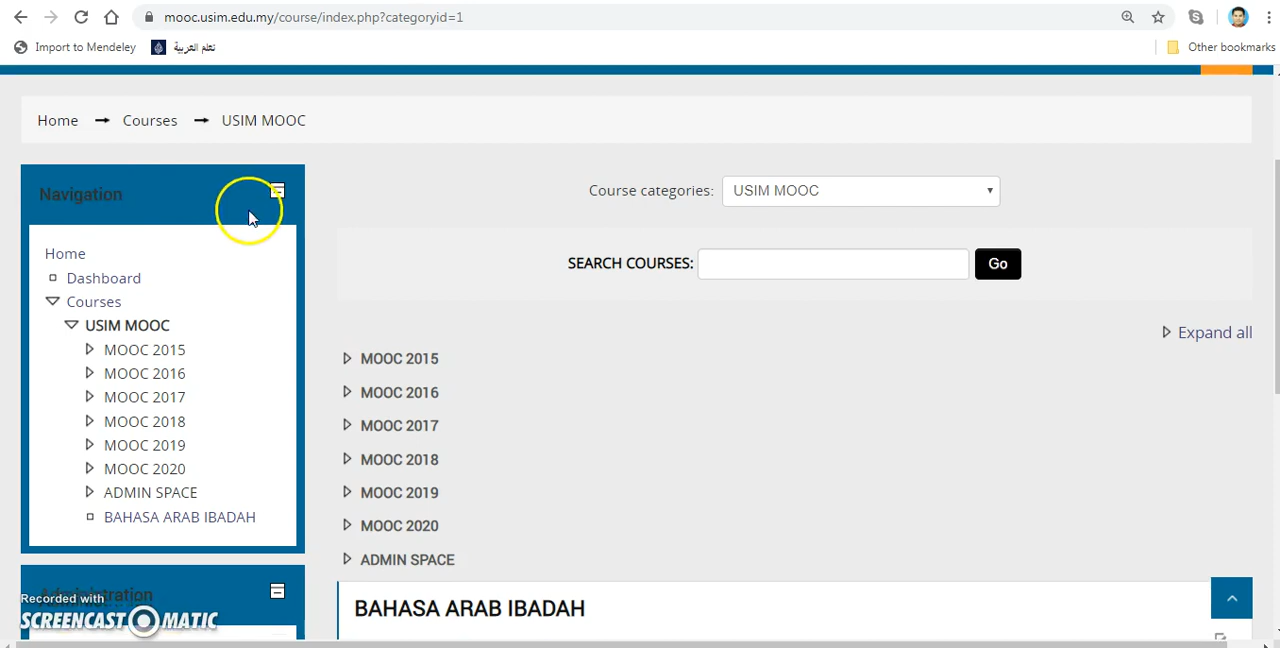 mooc.usim.edu.my/course/index.php?categoryid=1
Import to Mendeley
تعلم العربية
Other bookmarks
Home
Courses
USIM MOOC
Navigation
Home
Dashboard
Courses
USIM MOOC
MOOC 2015
MOOC 2016
MOOC 2017
MOOC 2018
MOOC 2019
MOOC 2020
ADMIN SPACE
BAHASA ARAB IBADAH
Administration
Course categories:
USIM MOOC
SEARCH COURSES:
Go
Expand all
MOOC 2015
MOOC 2016
MOOC 2017
MOOC 2018
MOOC 2019
MOOC 2020
ADMIN SPACE
BAHASA ARAB IBADAH
Recorded with
SCREENCAST MATIC